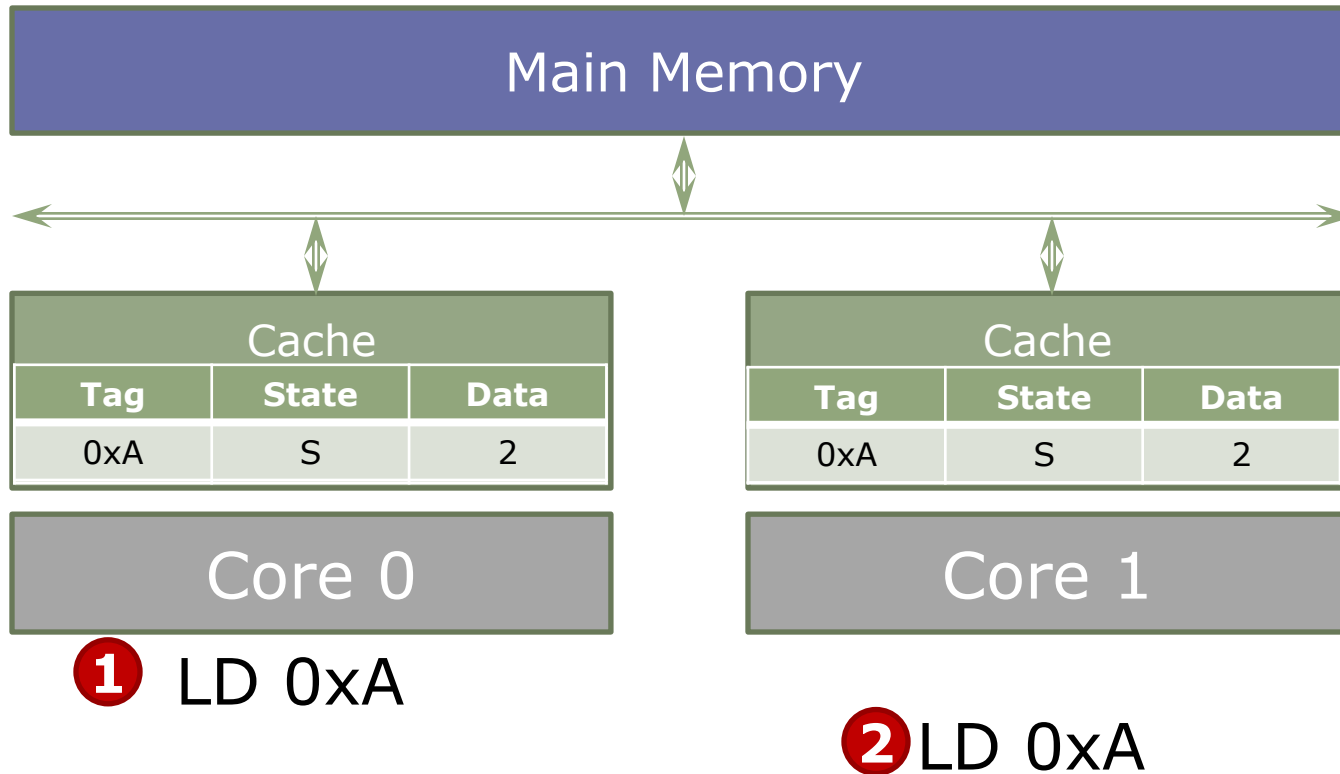 Main Memory
Cache
Tag State Data
0xA S 2
Core 0
1 LD 0xA
Cache
Tag State Data
0xA S 2
Core 1
2 LD 0xA